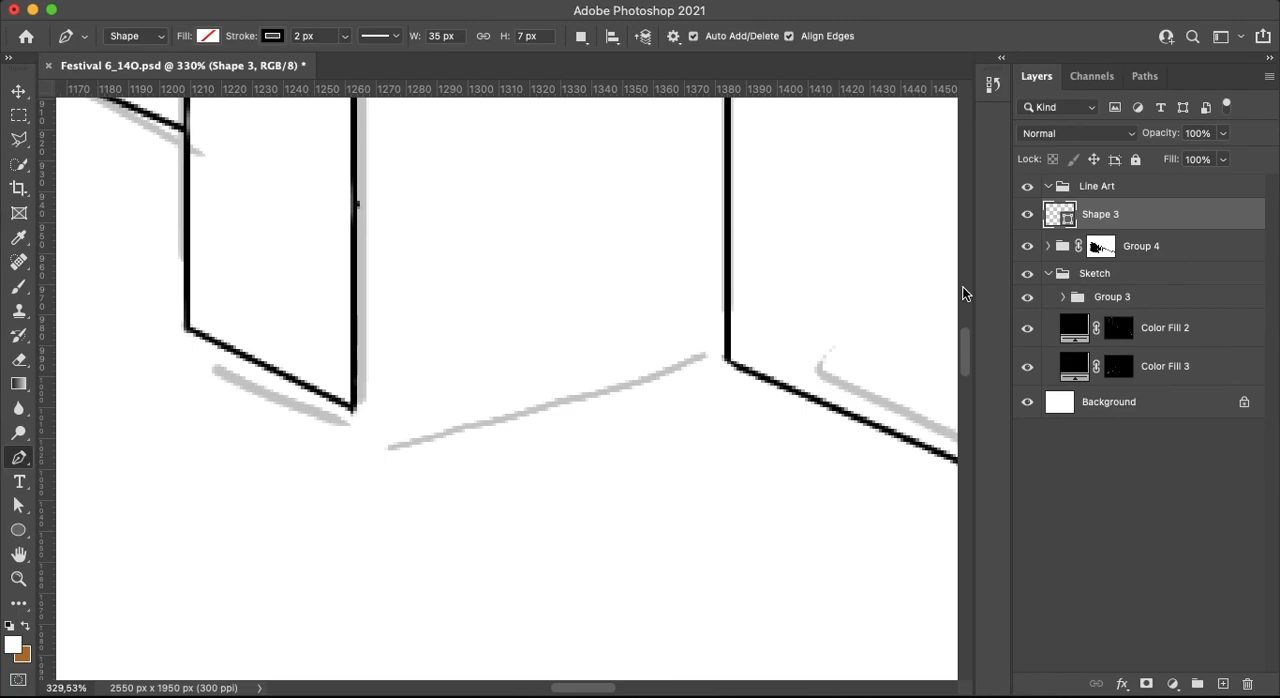 Adobe Photoshop 2021
Shape Fill: Stroke: 2 px W: 35 px H: 7 px Auto Add/Delete Align Edges
× Festival 6_14O.psd @ 330% (Shape 3, RGB/8) *
1170 1180 1190 1200 1210 1220 1230 1240 1250 1260 1270 1280 1290 1300 1310 1320 1330 1340 1350 1360 1370 1380 1390 1400 1410 1420 1430 1440 1450
Layers Channels Paths
Kind
Normal Opacity: 100%
Lock: Fill: 100%
Line Art
Shape 3
Group 4
Sketch
Group 3
Color Fill 2
Color Fill 3
Background
329,53% 2550 px x 1950 px (300 ppi)